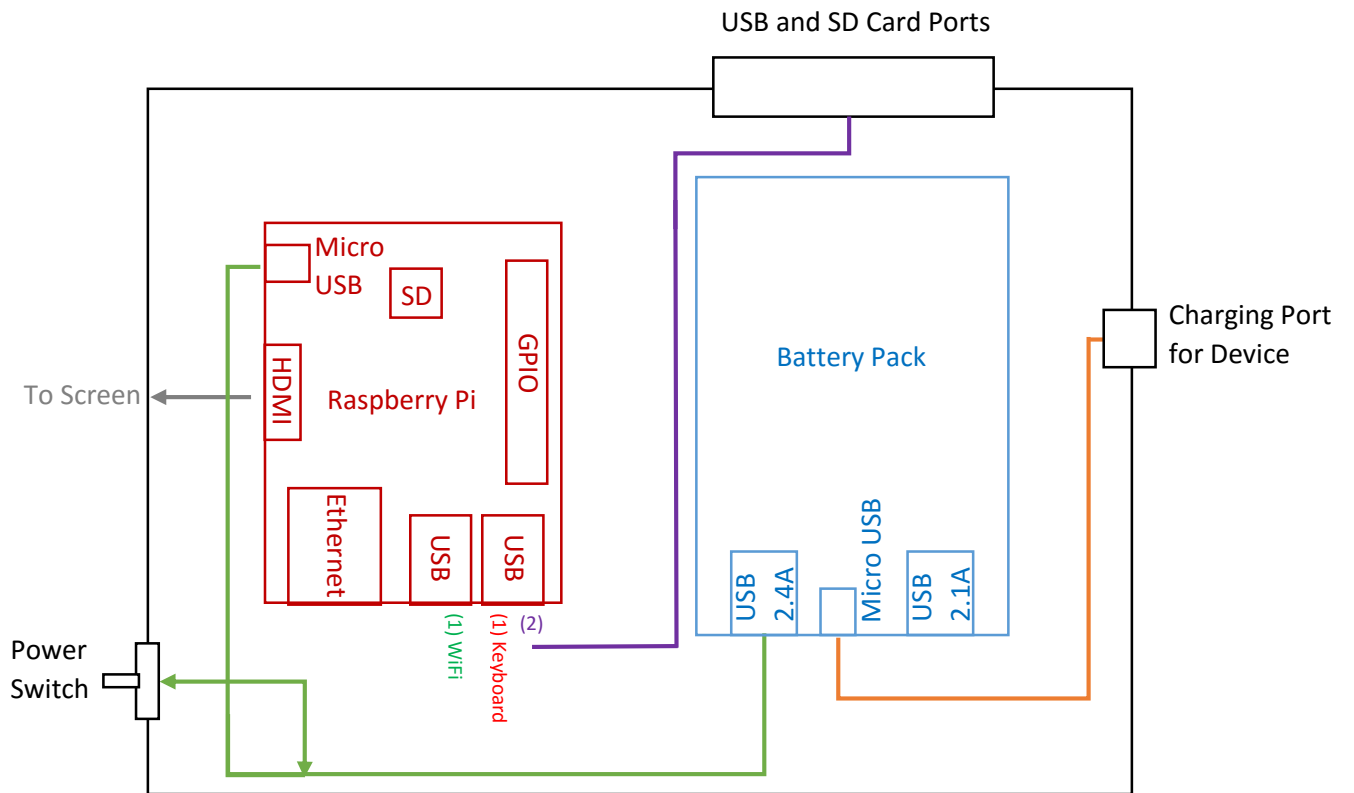 USB and SD Card Ports
Micro
USB
SD
GPIO
Charging Port
for Device
Battery Pack
HDMI
To Screen
Raspberry Pi
Ethernet
USB
USB
USB
2.4A
Micro USB
USB
2.1A
(1) WiFi
(1) Keyboard
(2)
Power
Switch